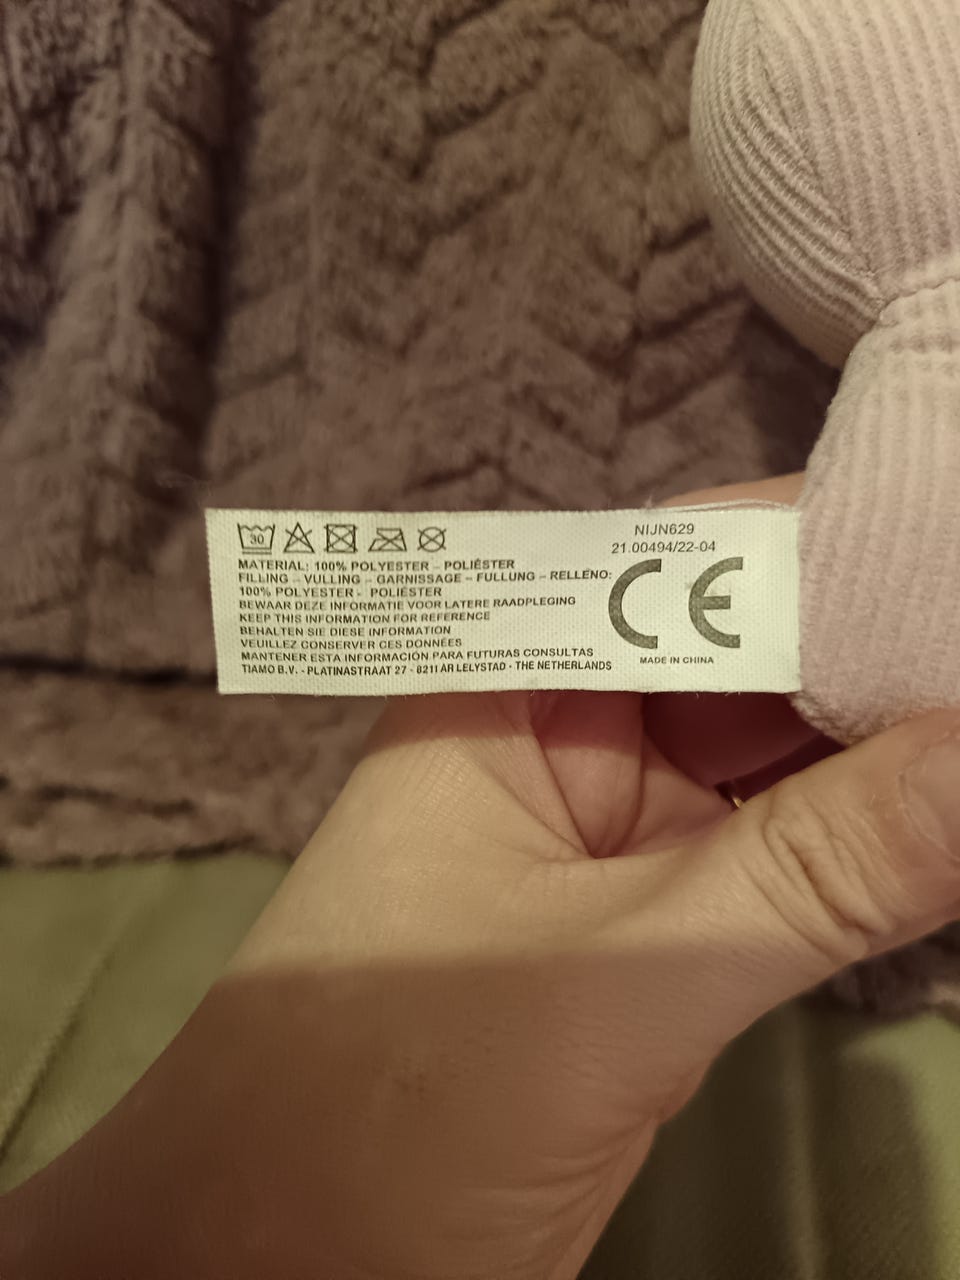 30
NIJN629
21.00494/22-04
MATERIAL: 100% POLYESTER - POLIÉSTER
FILLING - VULLING - GARNISSAGE - FULLUNG - RELLENO:
100% POLYESTER - POLIÉSTER
BEWAAR DEZE INFORMATIE VOOR LATERE RAADPLEGING
KEEP THIS INFORMATION FOR REFERENCE
BEHALTEN SIE DIESE INFORMATION
VEUILLEZ CONSERVER CES DONNÉES
MANTENER ESTA INFORMACIÓN PARA FUTURAS CONSULTAS
TIAMO B.V. - PLATINASTRAAT 27 - 8211 AR LELYSTAD - THE NETHERLANDS
CE
MADE IN CHINA